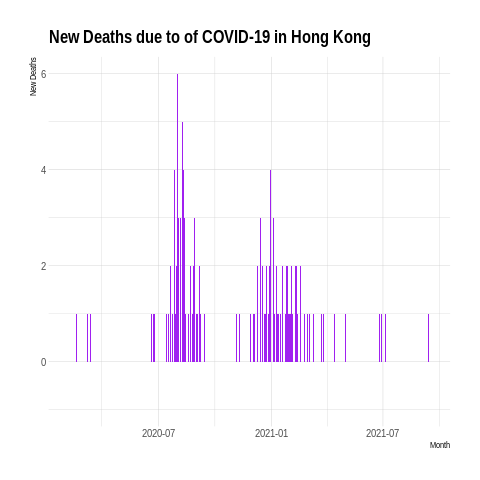 New Deaths due to of COVID-19 in Hong Kong
New Deaths
6
4
2
0
2020-07 2021-01 2021-07
Month